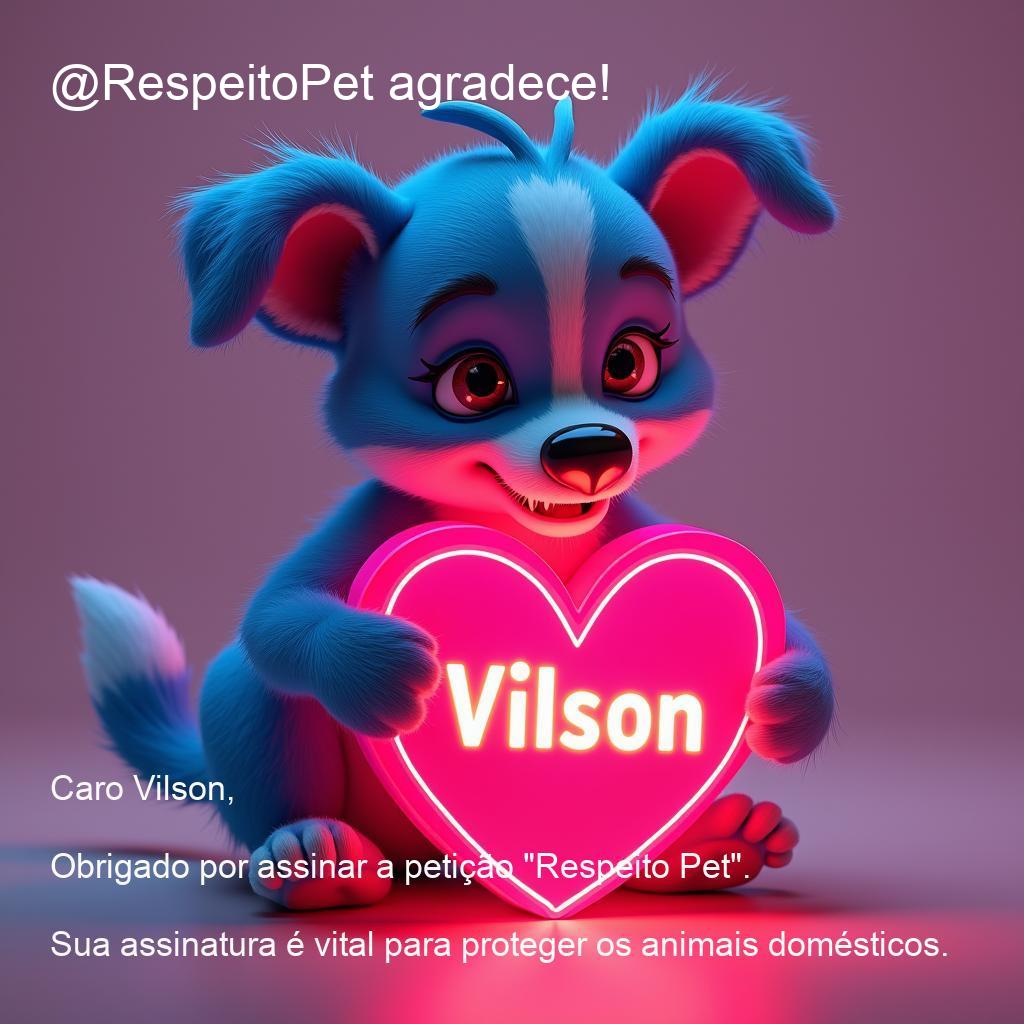 @RespeitoPet agradece!
Vilson
Caro Vilson,
Obrigado por assinar a petição "Respeito Pet".
Sua assinatura é vital para proteger os animais domésticos.